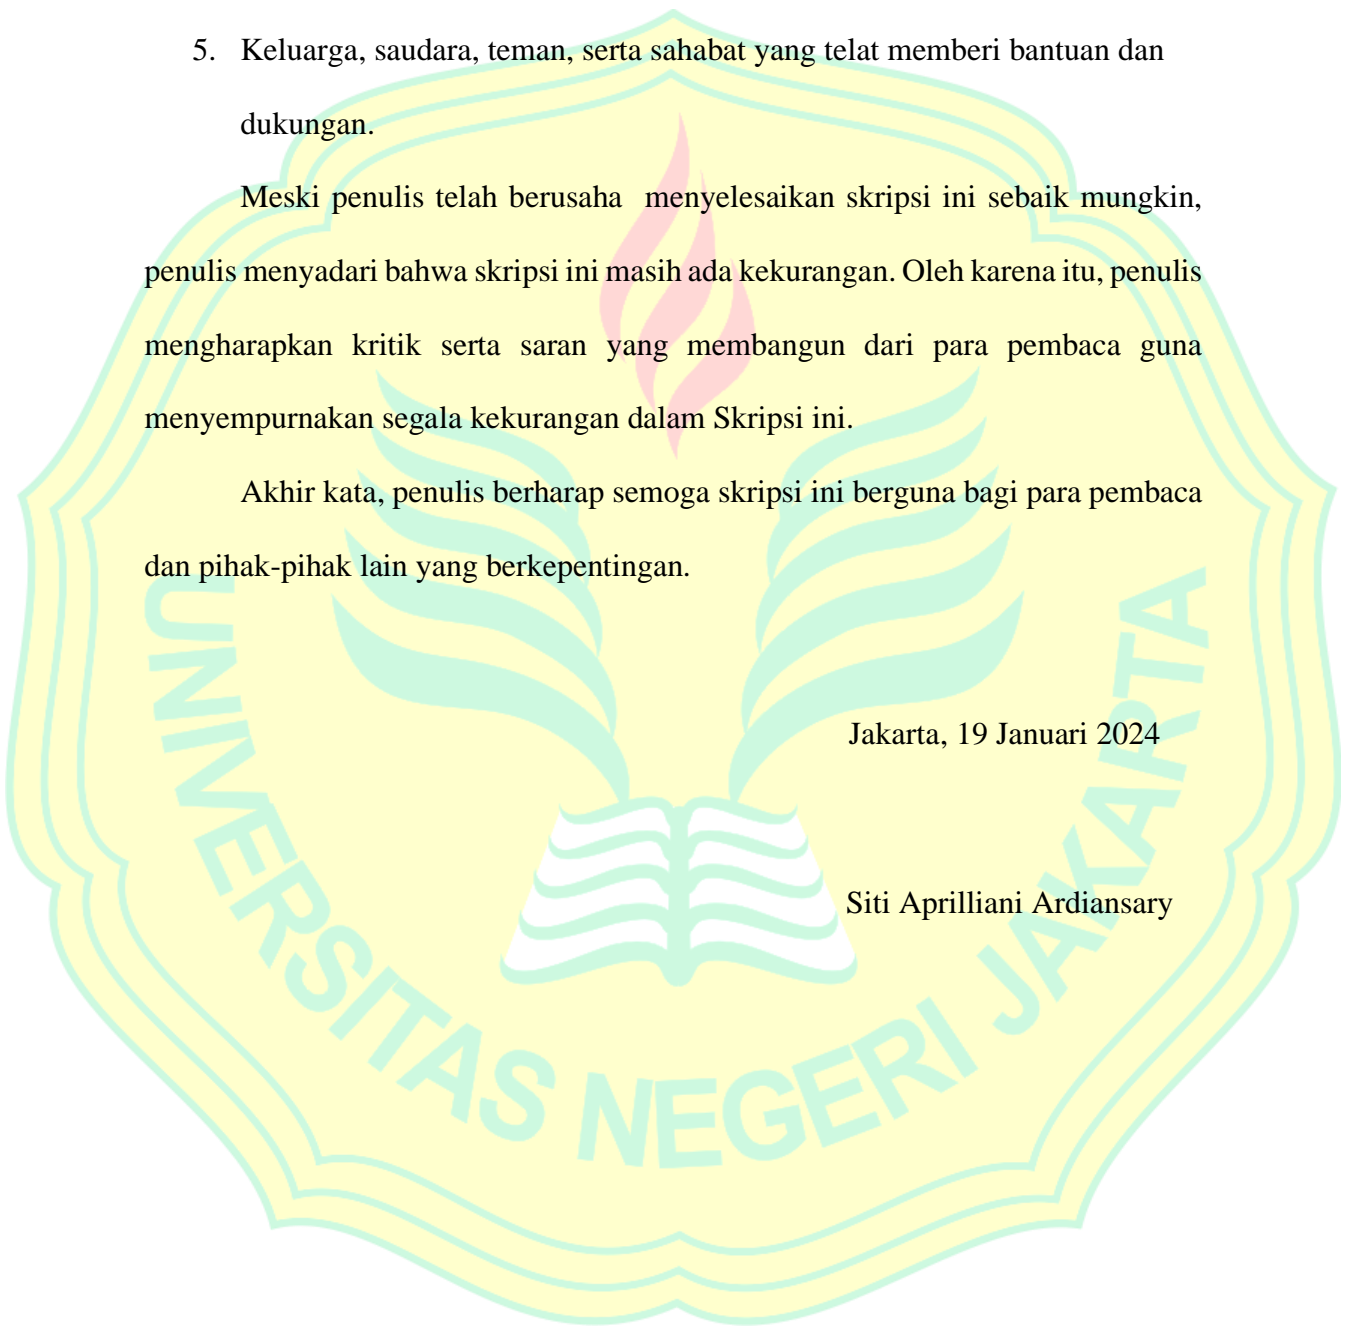 5. Keluarga, saudara, teman, serta sahabat yang telat memberi bantuan dan
dukungan.
Meski penulis telah berusaha  menyelesaikan skripsi ini sebaik mungkin,
penulis menyadari bahwa skripsi ini masih ada kekurangan. Oleh karena itu, penulis
mengharapkan kritik serta saran yang membangun dari para pembaca guna
menyempurnakan segala kekurangan dalam Skripsi ini.
Akhir kata, penulis berharap semoga skripsi ini berguna bagi para pembaca
dan pihak-pihak lain yang berkepentingan.
Jakarta, 19 Januari 2024
Siti Aprilliani Ardiansary
UNIVERSITAS NEGERI JAKARTA